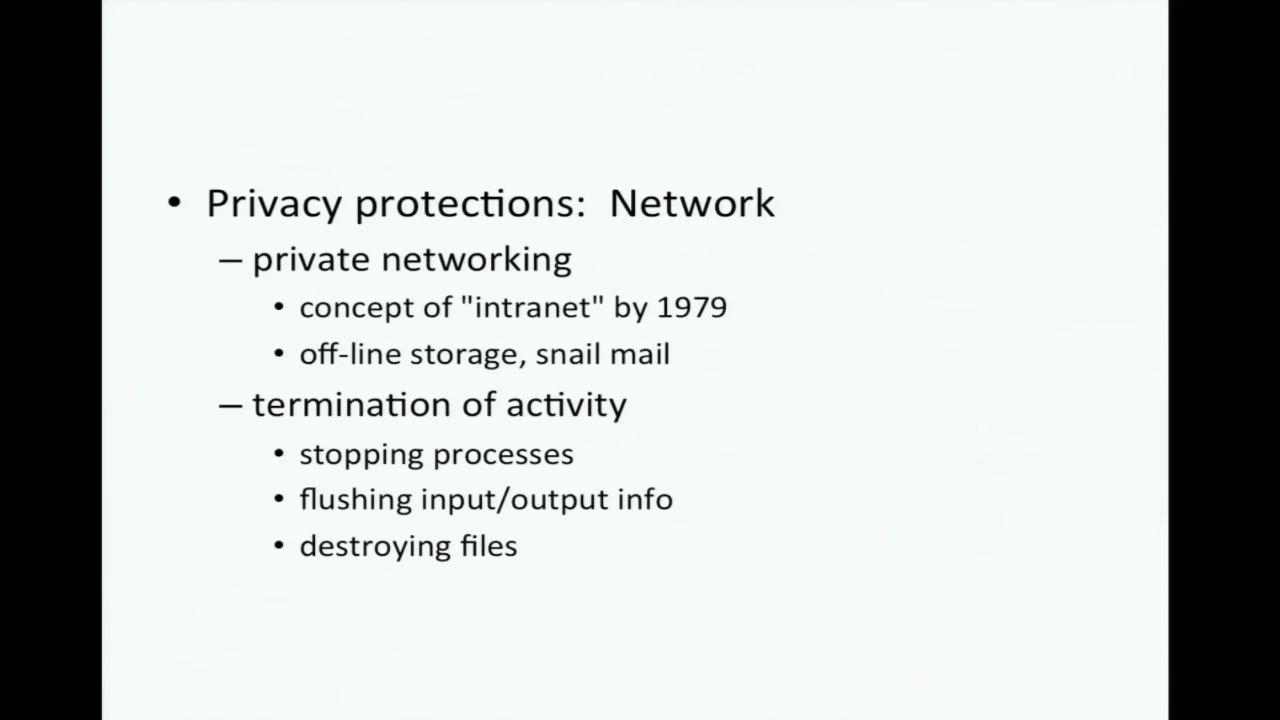 • Privacy protections:  Network
– private networking
• concept of "intranet" by 1979
• off-line storage, snail mail
– termination of activity
• stopping processes
• flushing input/output info
• destroying files